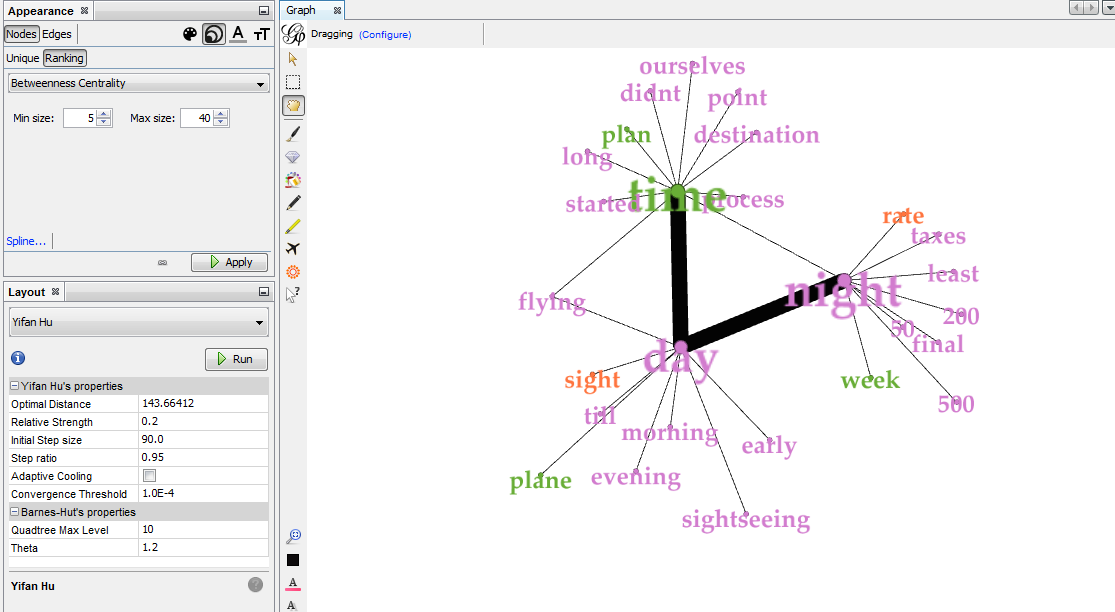 Appearance
Nodes Edges
A
TT
Unique Ranking
Betweenness Centrality
Min size: 5 Max size: 40
Spline...
Apply
Layout
Yifan Hu
Run
Yifan Hu's properties
Optimal Distance 143.66412
Relative Strength 0.2
Initial Step size 90.0
Step ratio 0.95
Adaptive Cooling
Convergence Threshold 1.0E-4
Barnes-Hut's properties
Quadtree Max Level 10
Theta 1.2
Yifan Hu
?
Graph
Dragging (Configure)
?
A
A
ourselves
didnt
point
plan
destination
long
time
started
process
rate
taxes
least
night
flying
200
50
final
day
sight
week
500
till
morning
early
plane
evening
sightseeing